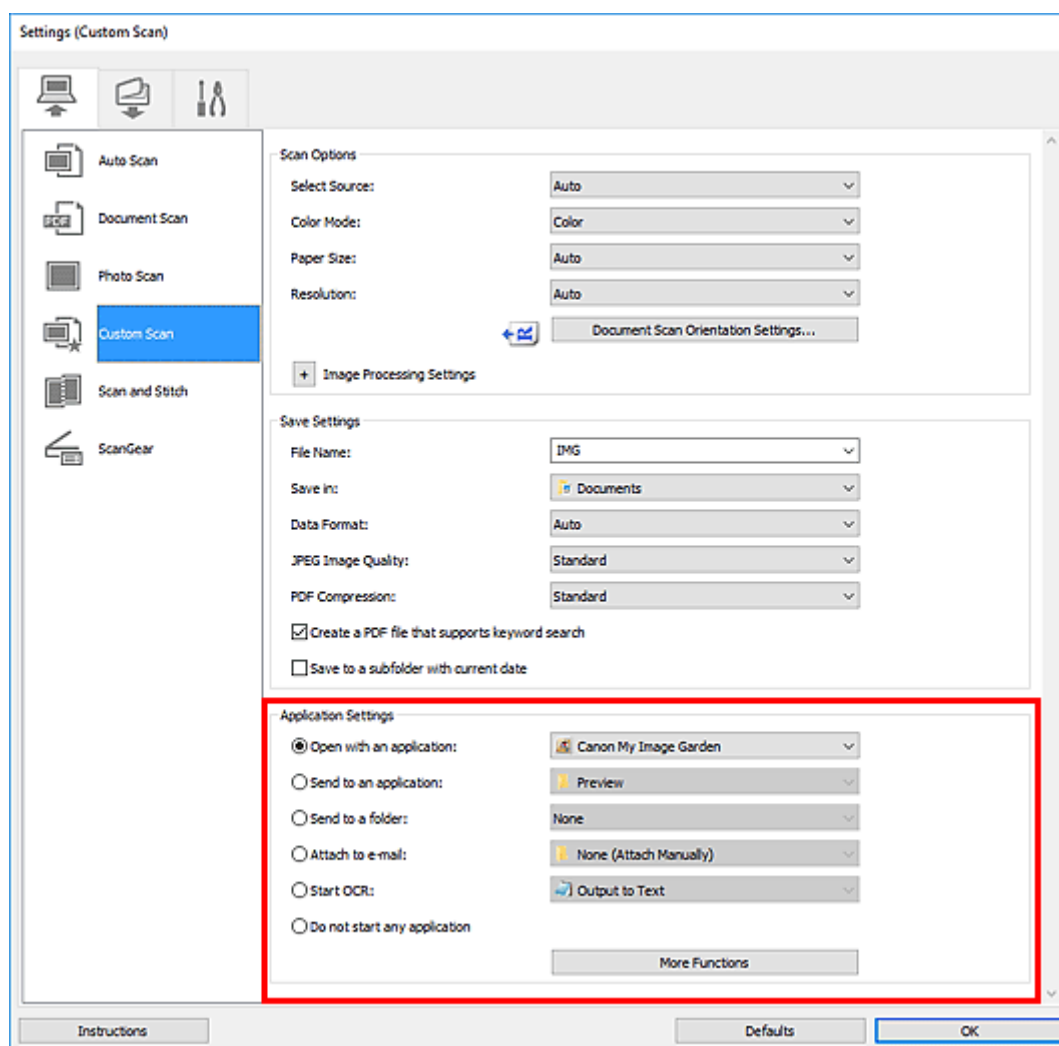 Settings (Custom Scan)
Auto Scan
PDF
Document Scan
Photo Scan
Custom Scan
Scan and Stitch
ScanGear
Scan Options
Select Source: Auto
Color Mode: Color
Paper Size: Auto
Resolution: Auto
R Document Scan Orientation Settings...
+ Image Processing Settings
Save Settings
File Name: IMG
Save in: Documents
Data Format: Auto
JPEG Image Quality: Standard
PDF Compression: Standard
Create a PDF file that supports keyword search
Save to a subfolder with current date
Application Settings
Open with an application: Canon My Image Garden
Send to an application: Preview
Send to a folder: None
Attach to e-mail: None (Attach Manually)
Start OCR: Output to Text
Do not start any application
More Functions
Instructions Defaults OK